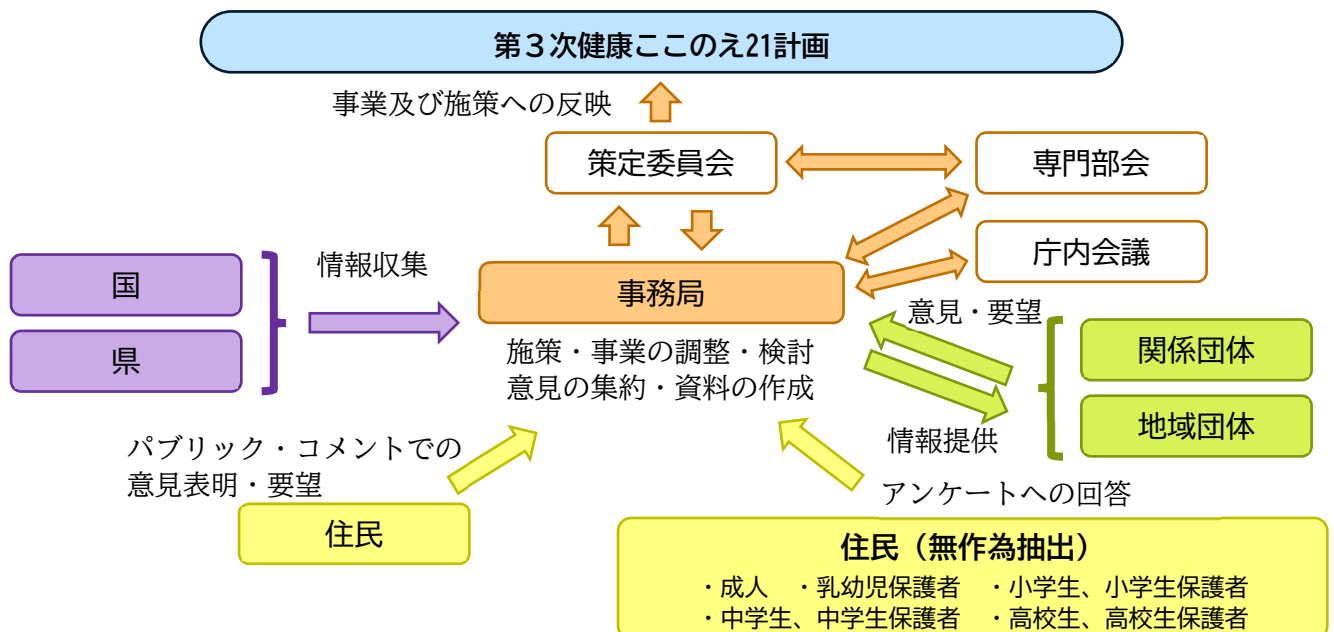 第３次健康ここのえ21計画
事業及び施策への反映
策定委員会
専門部会
庁内会議
国
県
情報収集
事務局
施策・事業の調整・検討
意見の集約・資料の作成
意見・要望
関係団体
地域団体
情報提供
パブリック・コメントでの
意見表明・要望
住民
アンケートへの回答
住民（無作為抽出）
・成人　・乳幼児保護者　・小学生、小学生保護者
・中学生、中学生保護者　・高校生、高校生保護者